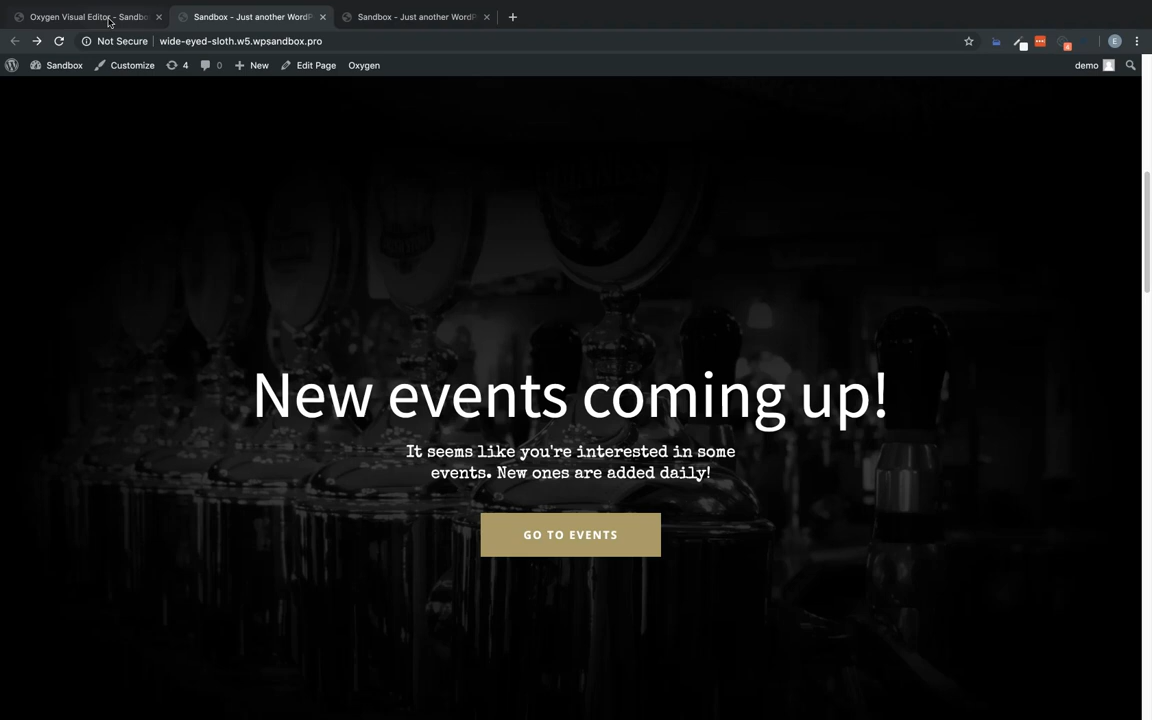 Oxygen Visual Editor - Sandbo
Sandbox - Just another WordP
Sandbox - Just another WordP
Not Secure wide-eyed-sloth.w5.wpsandbox.pro
E
Sandbox Customize 4 0 New Edit Page Oxygen demo
New events coming up!
It seems like you're interested in some
events. New ones are added daily!
GO TO EVENTS